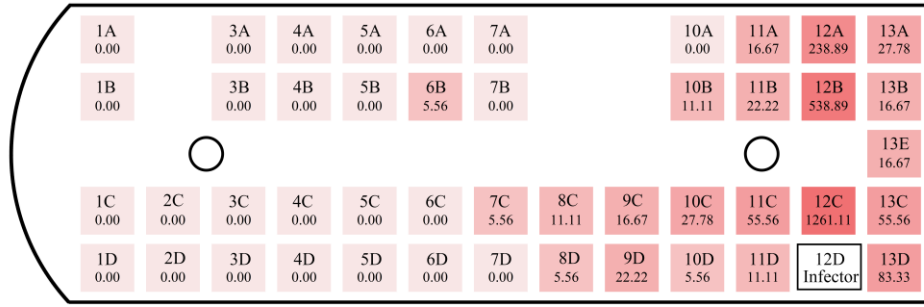 1A 3A 4A 5A 6A 7A 10A 11A 12A 13A
0.00 0.00 0.00 0.00 0.00 0.00 0.00 16.67 238.89 27.78
1B 3B 4B 5B 6B 7B 10B 11B 12B 13B
0.00 0.00 0.00 0.00 5.56 0.00 11.11 22.22 538.89 16.67
13E
16.67
1C 2C 3C 4C 5C 6C 7C 8C 9C 10C 11C 12C 13C
0.00 0.00 0.00 0.00 0.00 0.00 5.56 11.11 16.67 27.78 55.56 1261.11 55.56
1D 2D 3D 4D 5D 6D 7D 8D 9D 10D 11D 12D 13D
0.00 0.00 0.00 0.00 0.00 0.00 0.00 5.56 22.22 5.56 11.11 Infector 83.33